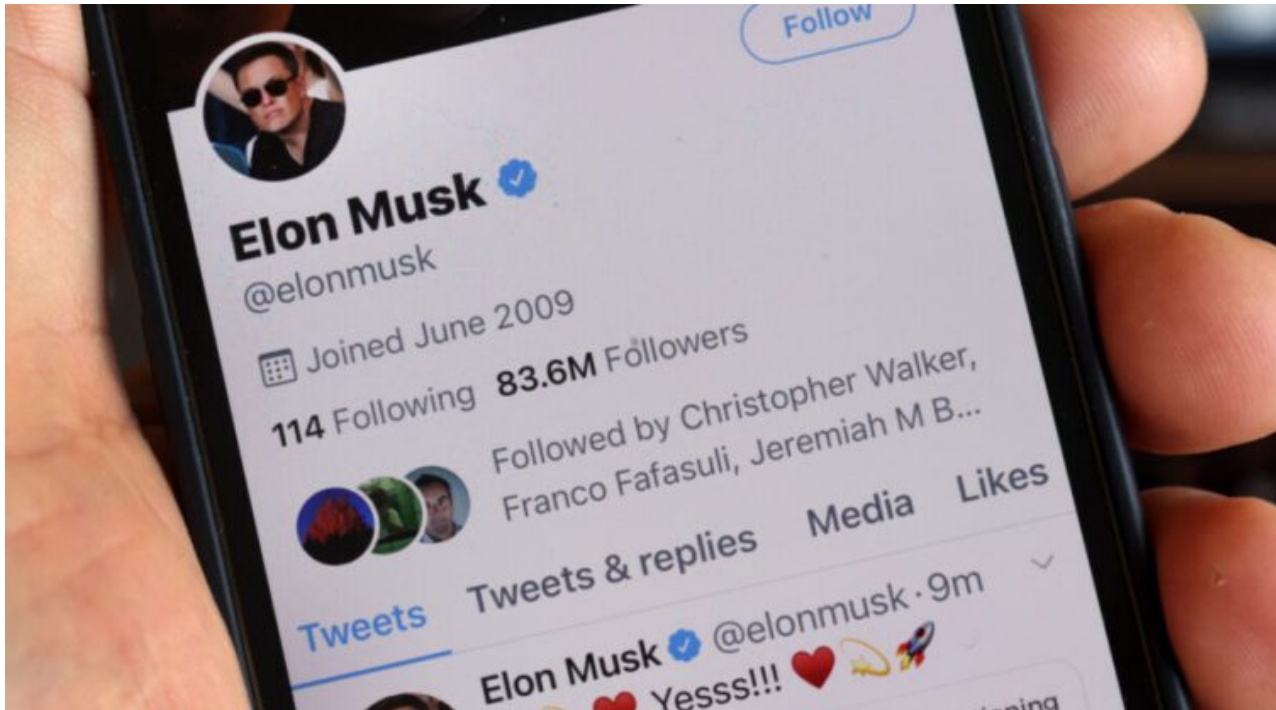 Follow
Elon Musk
@elonmusk
Joined June 2009
114 Following 83.6M Followers
Followed by Christopher Walker,
Franco Fafasuli, Jeremiah M B...
Tweets Tweets & replies Media Likes
Elon Musk @elonmusk · 9m
💫 ❤️ Yesss!!! ❤️ 💫 🚀